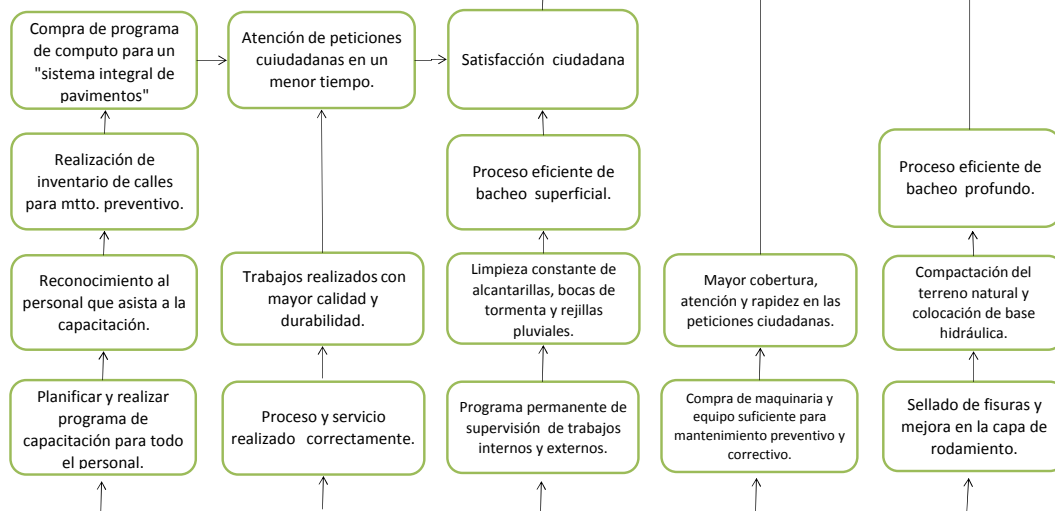 Compra de programa
de computo para un
"sistema integral de
pavimentos"
Atención de peticiones
cuiudadanas en un
menor tiempo.
Satisfacción ciudadana
Realización de
inventario de calles
para mtto. preventivo.
Proceso eficiente de
bacheo superficial.
Proceso eficiente de
bacheo profundo.
Reconocimiento al
personal que asista a la
capacitación.
Trabajos realizados con
mayor calidad y
durabilidad.
Limpieza constante de
alcantarillas, bocas de
tormenta y rejillas
pluviales.
Mayor cobertura,
atención y rapidez en las
peticiones ciudadanas.
Compactación del
terreno natural y
colocación de base
hidráulica.
Planificar y realizar
programa de
capacitación para todo
el personal.
Proceso y servicio
realizado correctamente.
Programa permanente de
supervisión de trabajos
internos y externos.
Compra de maquinaria y
equipo suficiente para
mantenimiento preventivo y
correctivo.
Sellado de fisuras y
mejora en la capa de
rodamiento.